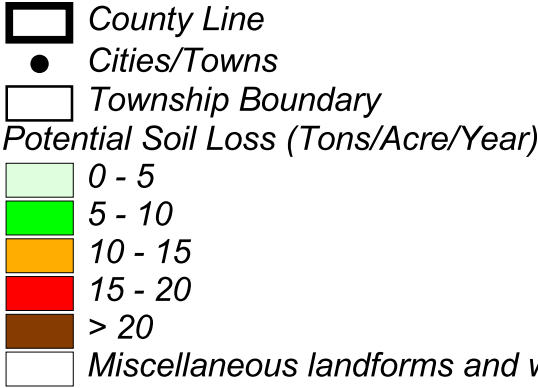 County Line
Cities/Towns
Township Boundary
Potential Soil Loss (Tons/Acre/Year)
0 - 5
5 - 10
10 - 15
15 - 20
> 20
Miscellaneous landforms and